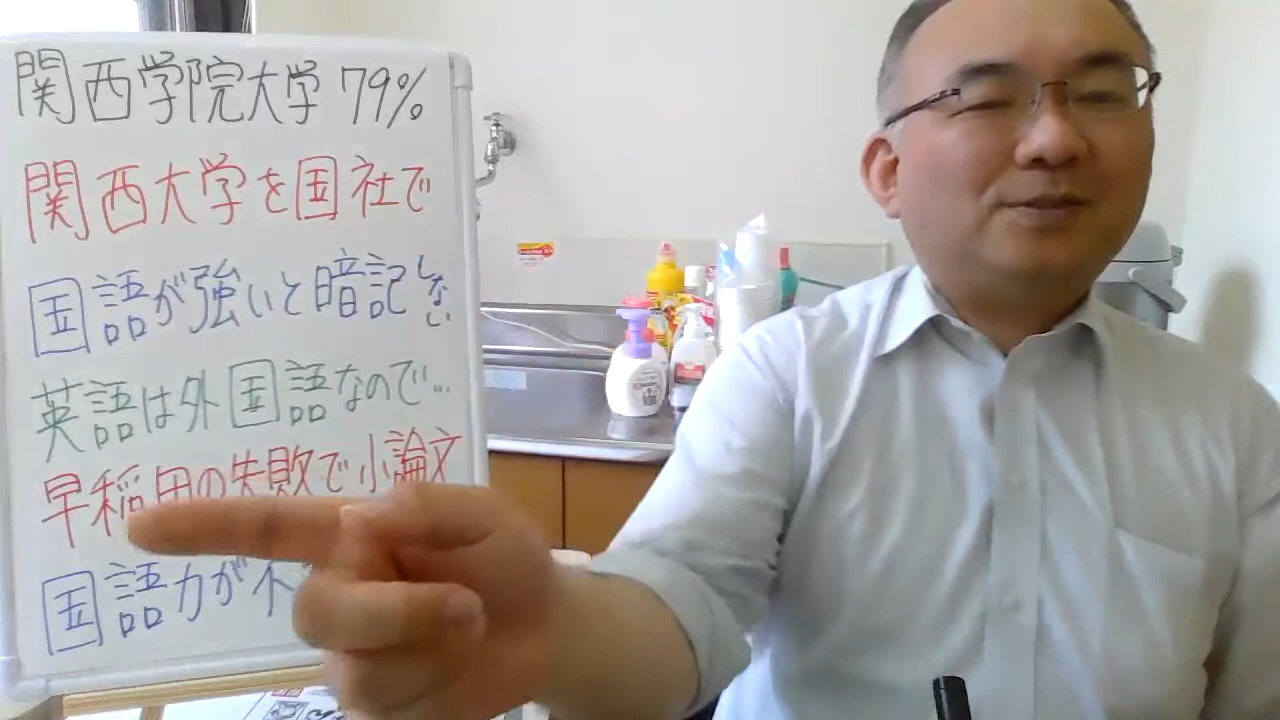 関西学院大学 79%
関西大学を国社で
国語が強いと暗記しない
英語は外国語なので…
早稲田の失敗で小論文
国語力が不